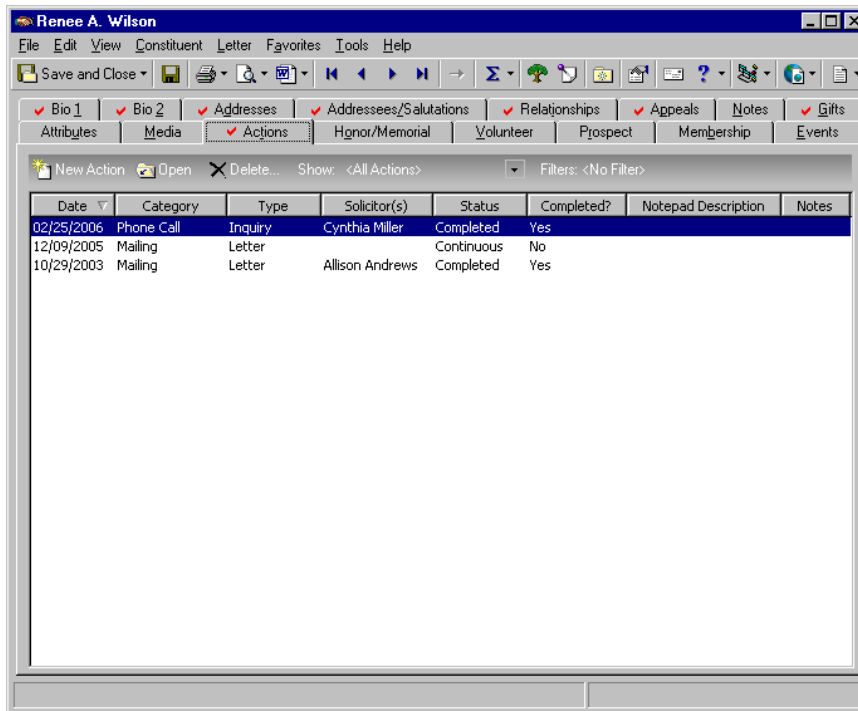 Renee A. Wilson
File Edit View Constituent Letter Favorites Tools Help
Save and Close
Bio 1 Bio 2 Addresses Addressees/Salutations Relationships Appeals Notes Gifts
Attributes Media Actions Honor/Memorial Volunteer Prospect Membership Events
New Action Open Delete... Show: <All Actions> Filters: <No Filter>
Date Category Type Solicitor(s) Status Completed? Notepad Description Notes
02/25/2006 Phone Call Inquiry Cynthia Miller Completed Yes
12/09/2005 Mailing Letter Continuous No
10/29/2003 Mailing Letter Allison Andrews Completed Yes